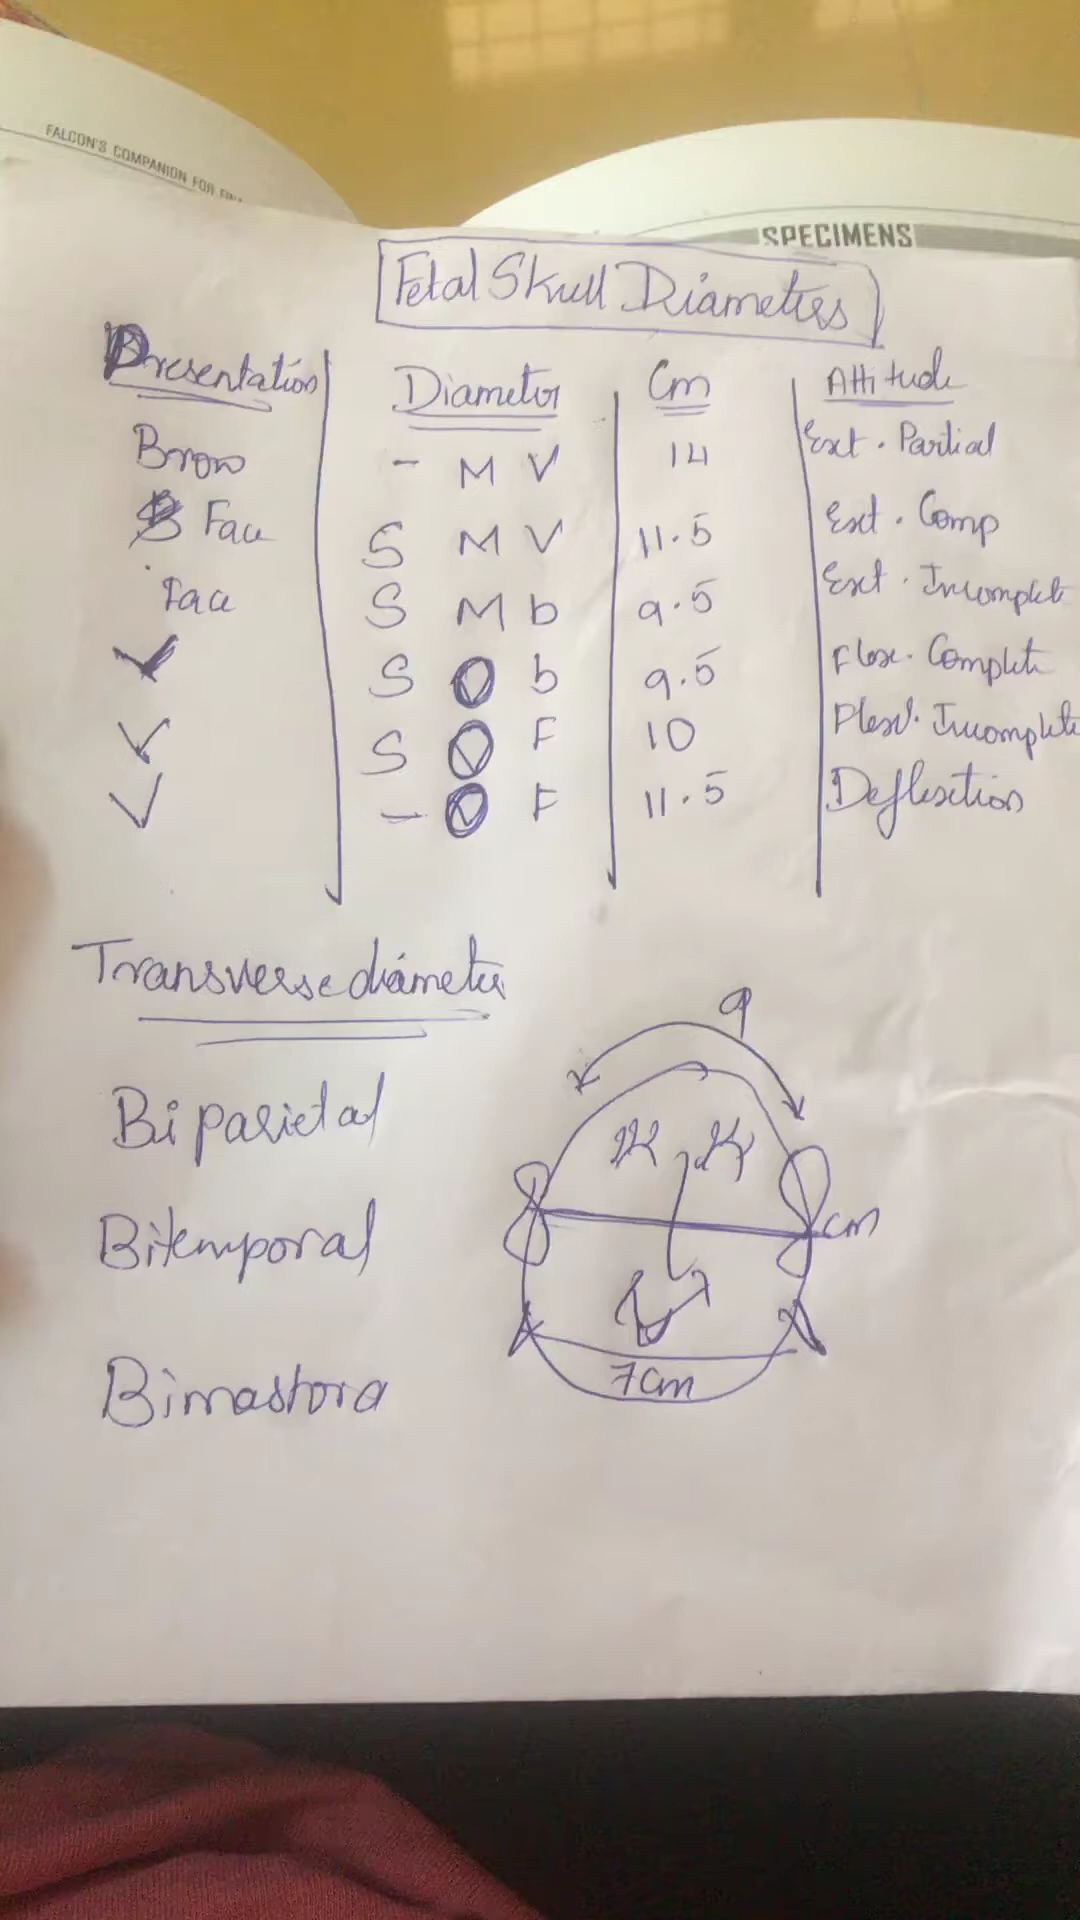 FALCON'S COMPANION FOR
SPECIMENS
Fetal Skull Diameters
Presentation Diameter Cm Attitude
Brow - M V 14 Ext. Partial
Face S M V 11.5 Ext. Comp
Face S M b 9.5 Ext. Incomplete
V S O b 9.5 Flex. Complete
V S O F 10 Flex. Incomplete
V - O F 11.5 Deflexition
Transverse diameter
9
Biparietal
Bitemporal
cm
Bimastora
7cm